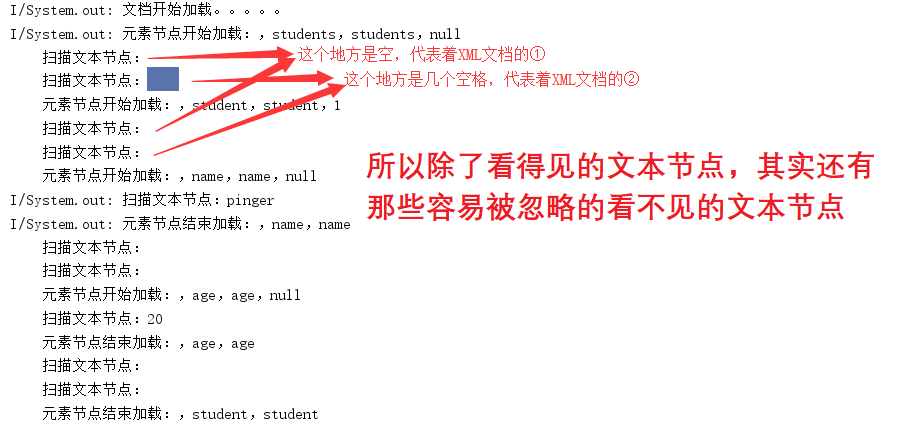 I/System.out: 文档开始加载。。。。。
I/System.out: 元素节点开始加载：，students，students，null
扫描文本节点：
这个地方是空，代表着XML文档的①
扫描文本节点：
这个地方是几个空格，代表着XML文档的②
元素节点开始加载：，student，student，1
扫描文本节点：
扫描文本节点：
元素节点开始加载：，name，name，null
所以除了看得见的文本节点，其实还有
那些容易被忽略的看不见的文本节点
I/System.out: 扫描文本节点：pinger
I/System.out: 元素节点结束加载：，name，name
扫描文本节点：
扫描文本节点：
元素节点开始加载：，age，age，null
扫描文本节点：20
元素节点结束加载：，age，age
扫描文本节点：
扫描文本节点：
元素节点结束加载：，student，student